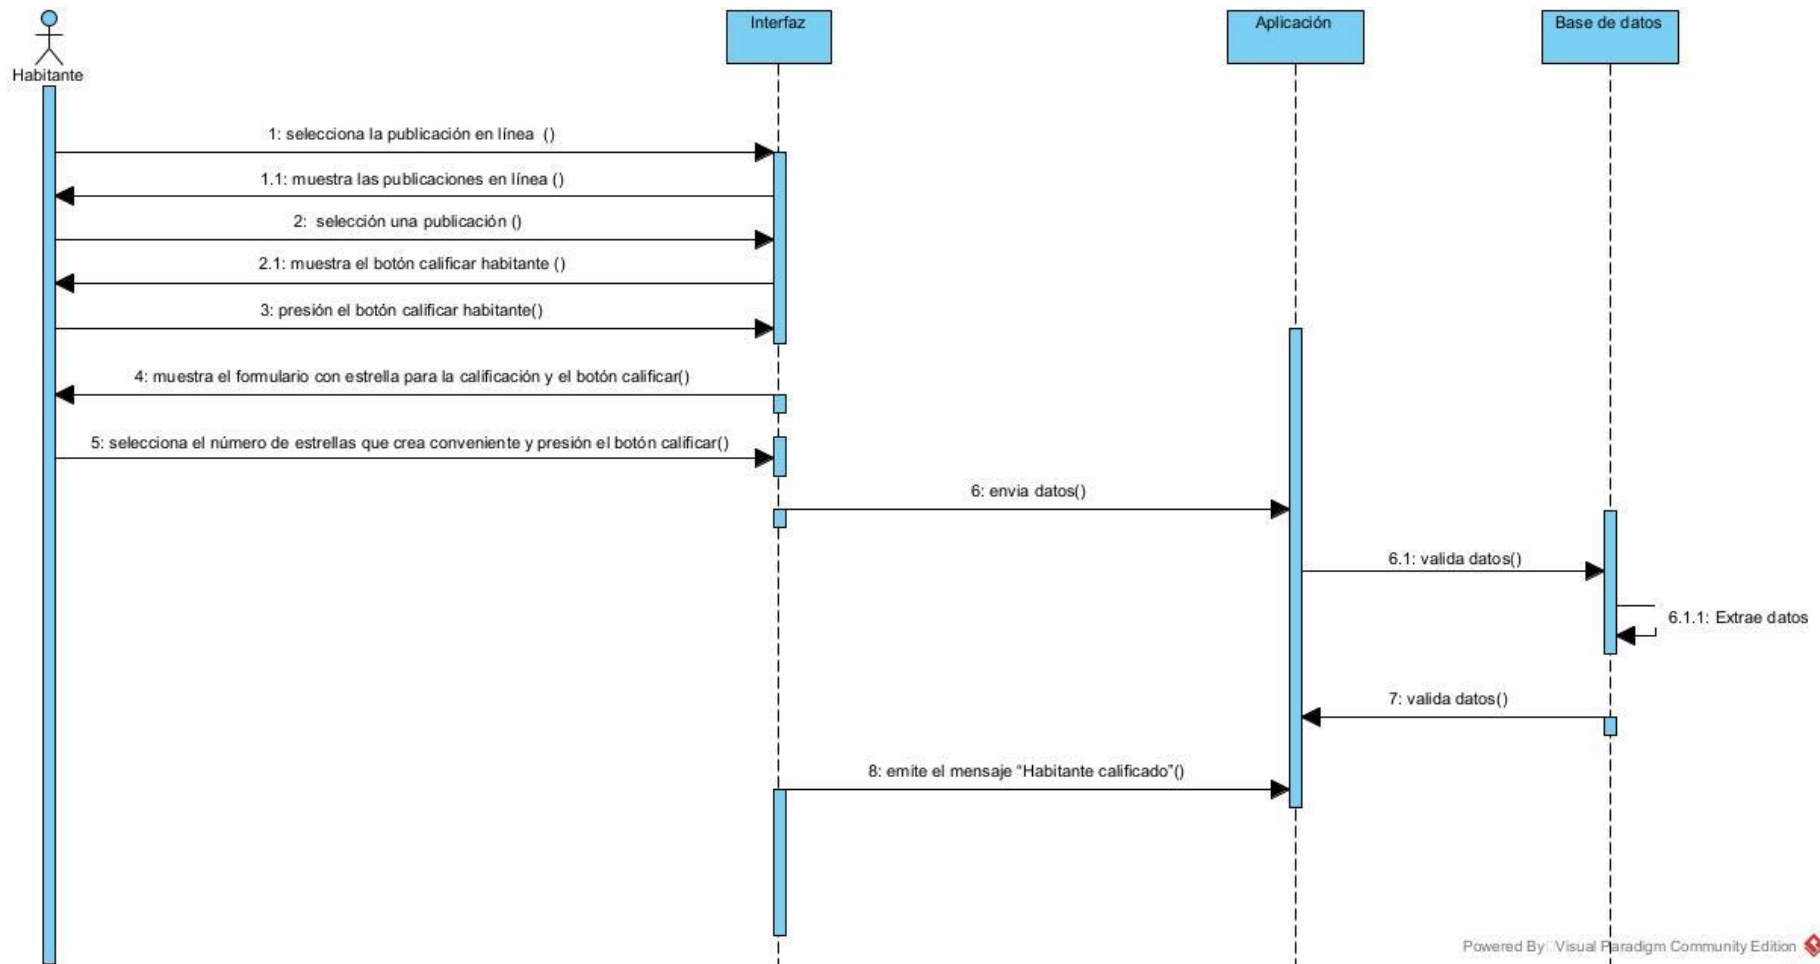 Habitante
Interfaz
Aplicación
Base de datos
1: selecciona la publicación en línea ()
1.1: muestra las publicaciones en línea ()
2: selección una publicación ()
2.1: muestra el botón calificar habitante ()
3: presión el botón calificar habitante()
4: muestra el formulario con estrella para la calificación y el botón calificar()
5: selecciona el número de estrellas que crea conveniente y presión el botón calificar()
6: envia datos()
6.1: valida datos()
6.1.1: Extrae datos
7: valida datos()
8: emite el mensaje “Habitante calificado”()
Powered By Visual Paradigm Community Edition